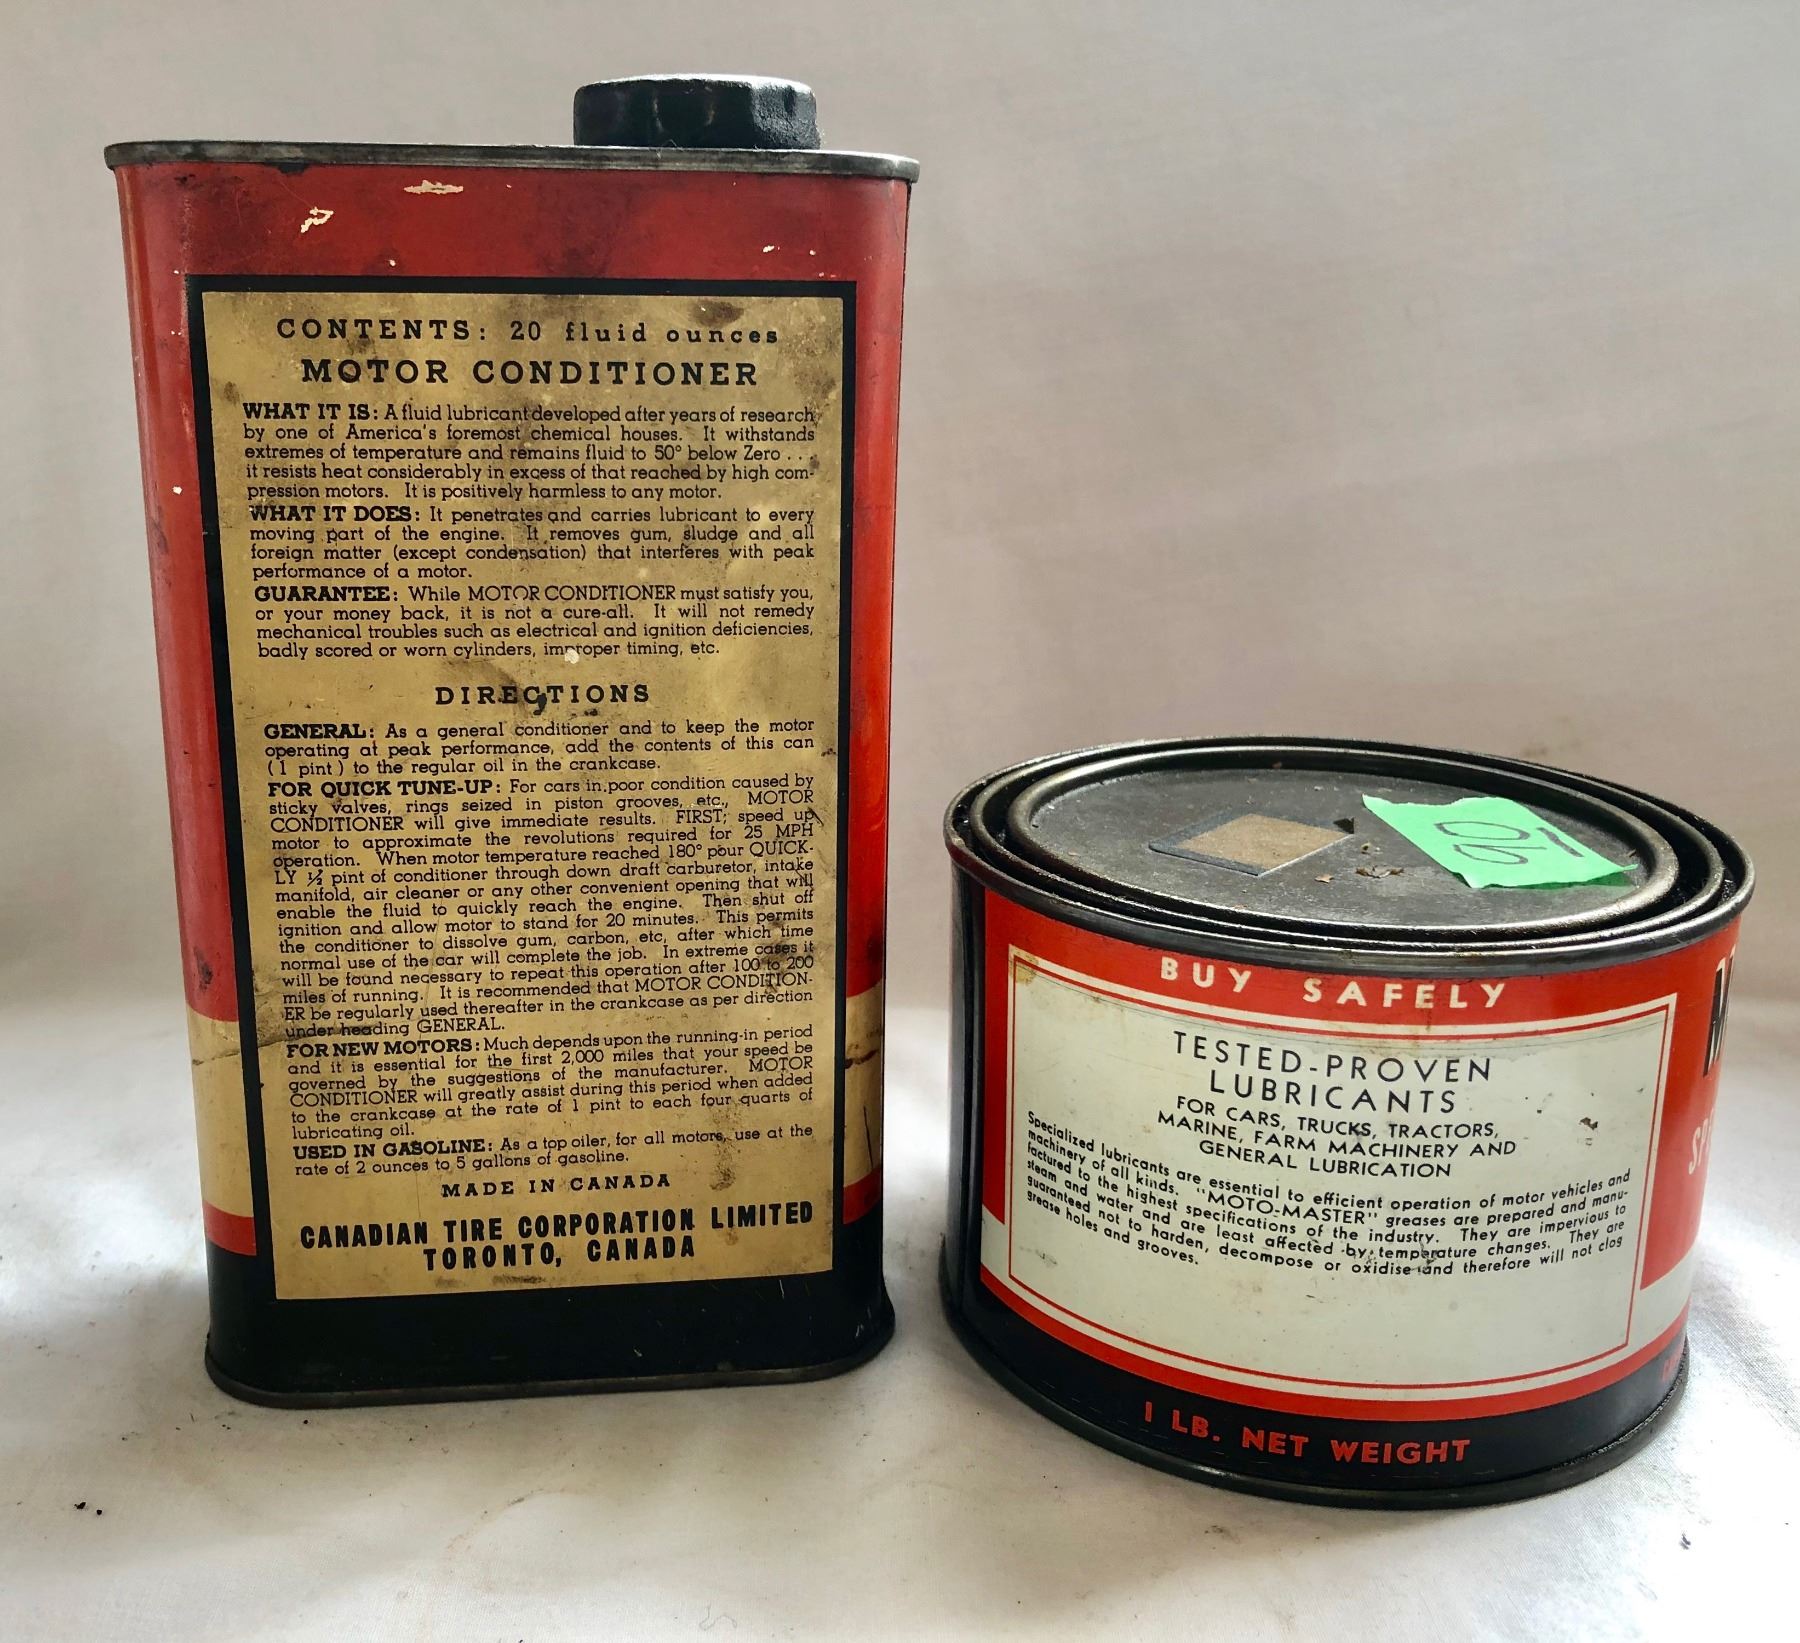 CONTENTS: 20 fluid ounces
MOTOR CONDITIONER
WHAT IT IS: A fluid lubricant developed after years of research
by one of America's foremost chemical houses. It withstands
extremes of temperature and remains fluid to 50° below Zero . . .
it resists heat considerably in excess of that reached by high com-
pression motors. It is positively harmless to any motor.
WHAT IT DOES: It penetrates and carries lubricant to every
moving part of the engine. It removes gum, sludge and all
foreign matter (except condensation) that interferes with peak
performance of a motor.
GUARANTEE: While MOTOR CONDITIONER must satisfy you,
or your money back, it is not a cure-all. It will not remedy
mechanical troubles such as electrical and ignition deficiencies,
badly scored or worn cylinders, improper timing, etc.
DIRECTIONS
GENERAL: As a general conditioner and to keep the motor
operating at peak performance, add the contents of this can
(1 pint) to the regular oil in the crankcase.
FOR QUICK TUNE-UP: For cars in poor condition caused by
sticky valves, rings seized in piston grooves, etc., MOTOR
CONDITIONER will give immediate results. FIRST; speed up
motor to approximate the revolutions required for 25 MPH
operation. When motor temperature reached 180° pour QUICK-
LY ½ pint of conditioner through down draft carburetor, intake
manifold, air cleaner or any other convenient opening that will
enable the fluid to quickly reach the engine. Then shut off
ignition and allow motor to stand for 20 minutes. This permits
the conditioner to dissolve gum, carbon, etc, after which time
normal use of the car will complete the job. In extreme cases it
will be found necessary to repeat this operation after 100 to 200
miles of running. It is recommended that MOTOR CONDITION-
ER be regularly used thereafter in the crankcase as per direction
under heading GENERAL.
FOR NEW MOTORS: Much depends upon the running-in period
and it is essential for the first 2,000 miles that your speed be
governed by the suggestions of the manufacturer. MOTOR
CONDITIONER will greatly assist during this period when added
to the crankcase at the rate of 1 pint to each four quarts of
lubricating oil.
USED IN GASOLINE: As a top oiler, for all motors, use at the
rate of 2 ounces to 5 gallons of gasoline.
MADE IN CANADA
CANADIAN TIRE CORPORATION LIMITED
TORONTO, CANADA
BUY SAFELY
TESTED-PROVEN
LUBRICANTS
FOR CARS, TRUCKS, TRACTORS,
MARINE, FARM MACHINERY AND
GENERAL LUBRICATION
Specialized lubricants are essential to efficient operation of motor vehicles and
machinery of all kinds. "MOTO-MASTER" greases are prepared and manu-
factured to the highest specifications of the industry. They are impervious to
steam and water and are least affected by temperature changes. They are
guaranteed not to harden, decompose or oxidise and therefore will not clog
grease holes and grooves.
1 LB. NET WEIGHT